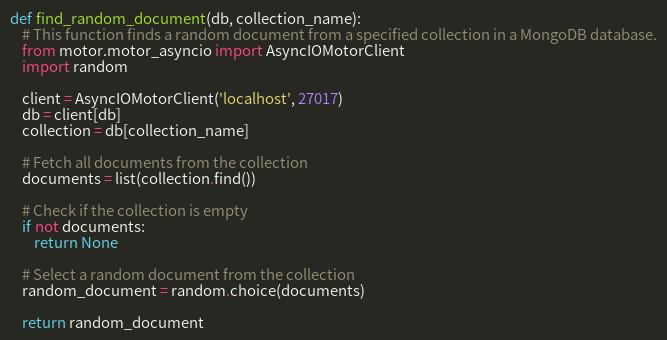 def find_random_document(db, collection_name):
    # This function finds a random document from a specified collection in a MongoDB database.
    from motor.motor_asyncio import AsyncIOMotorClient
    import random

    client = AsyncIOMotorClient('localhost', 27017)
    db = client[db]
    collection = db[collection_name]

    # Fetch all documents from the collection
    documents = list(collection.find())

    # Check if the collection is empty
    if not documents:
        return None

    # Select a random document from the collection
    random_document = random.choice(documents)

    return random_document